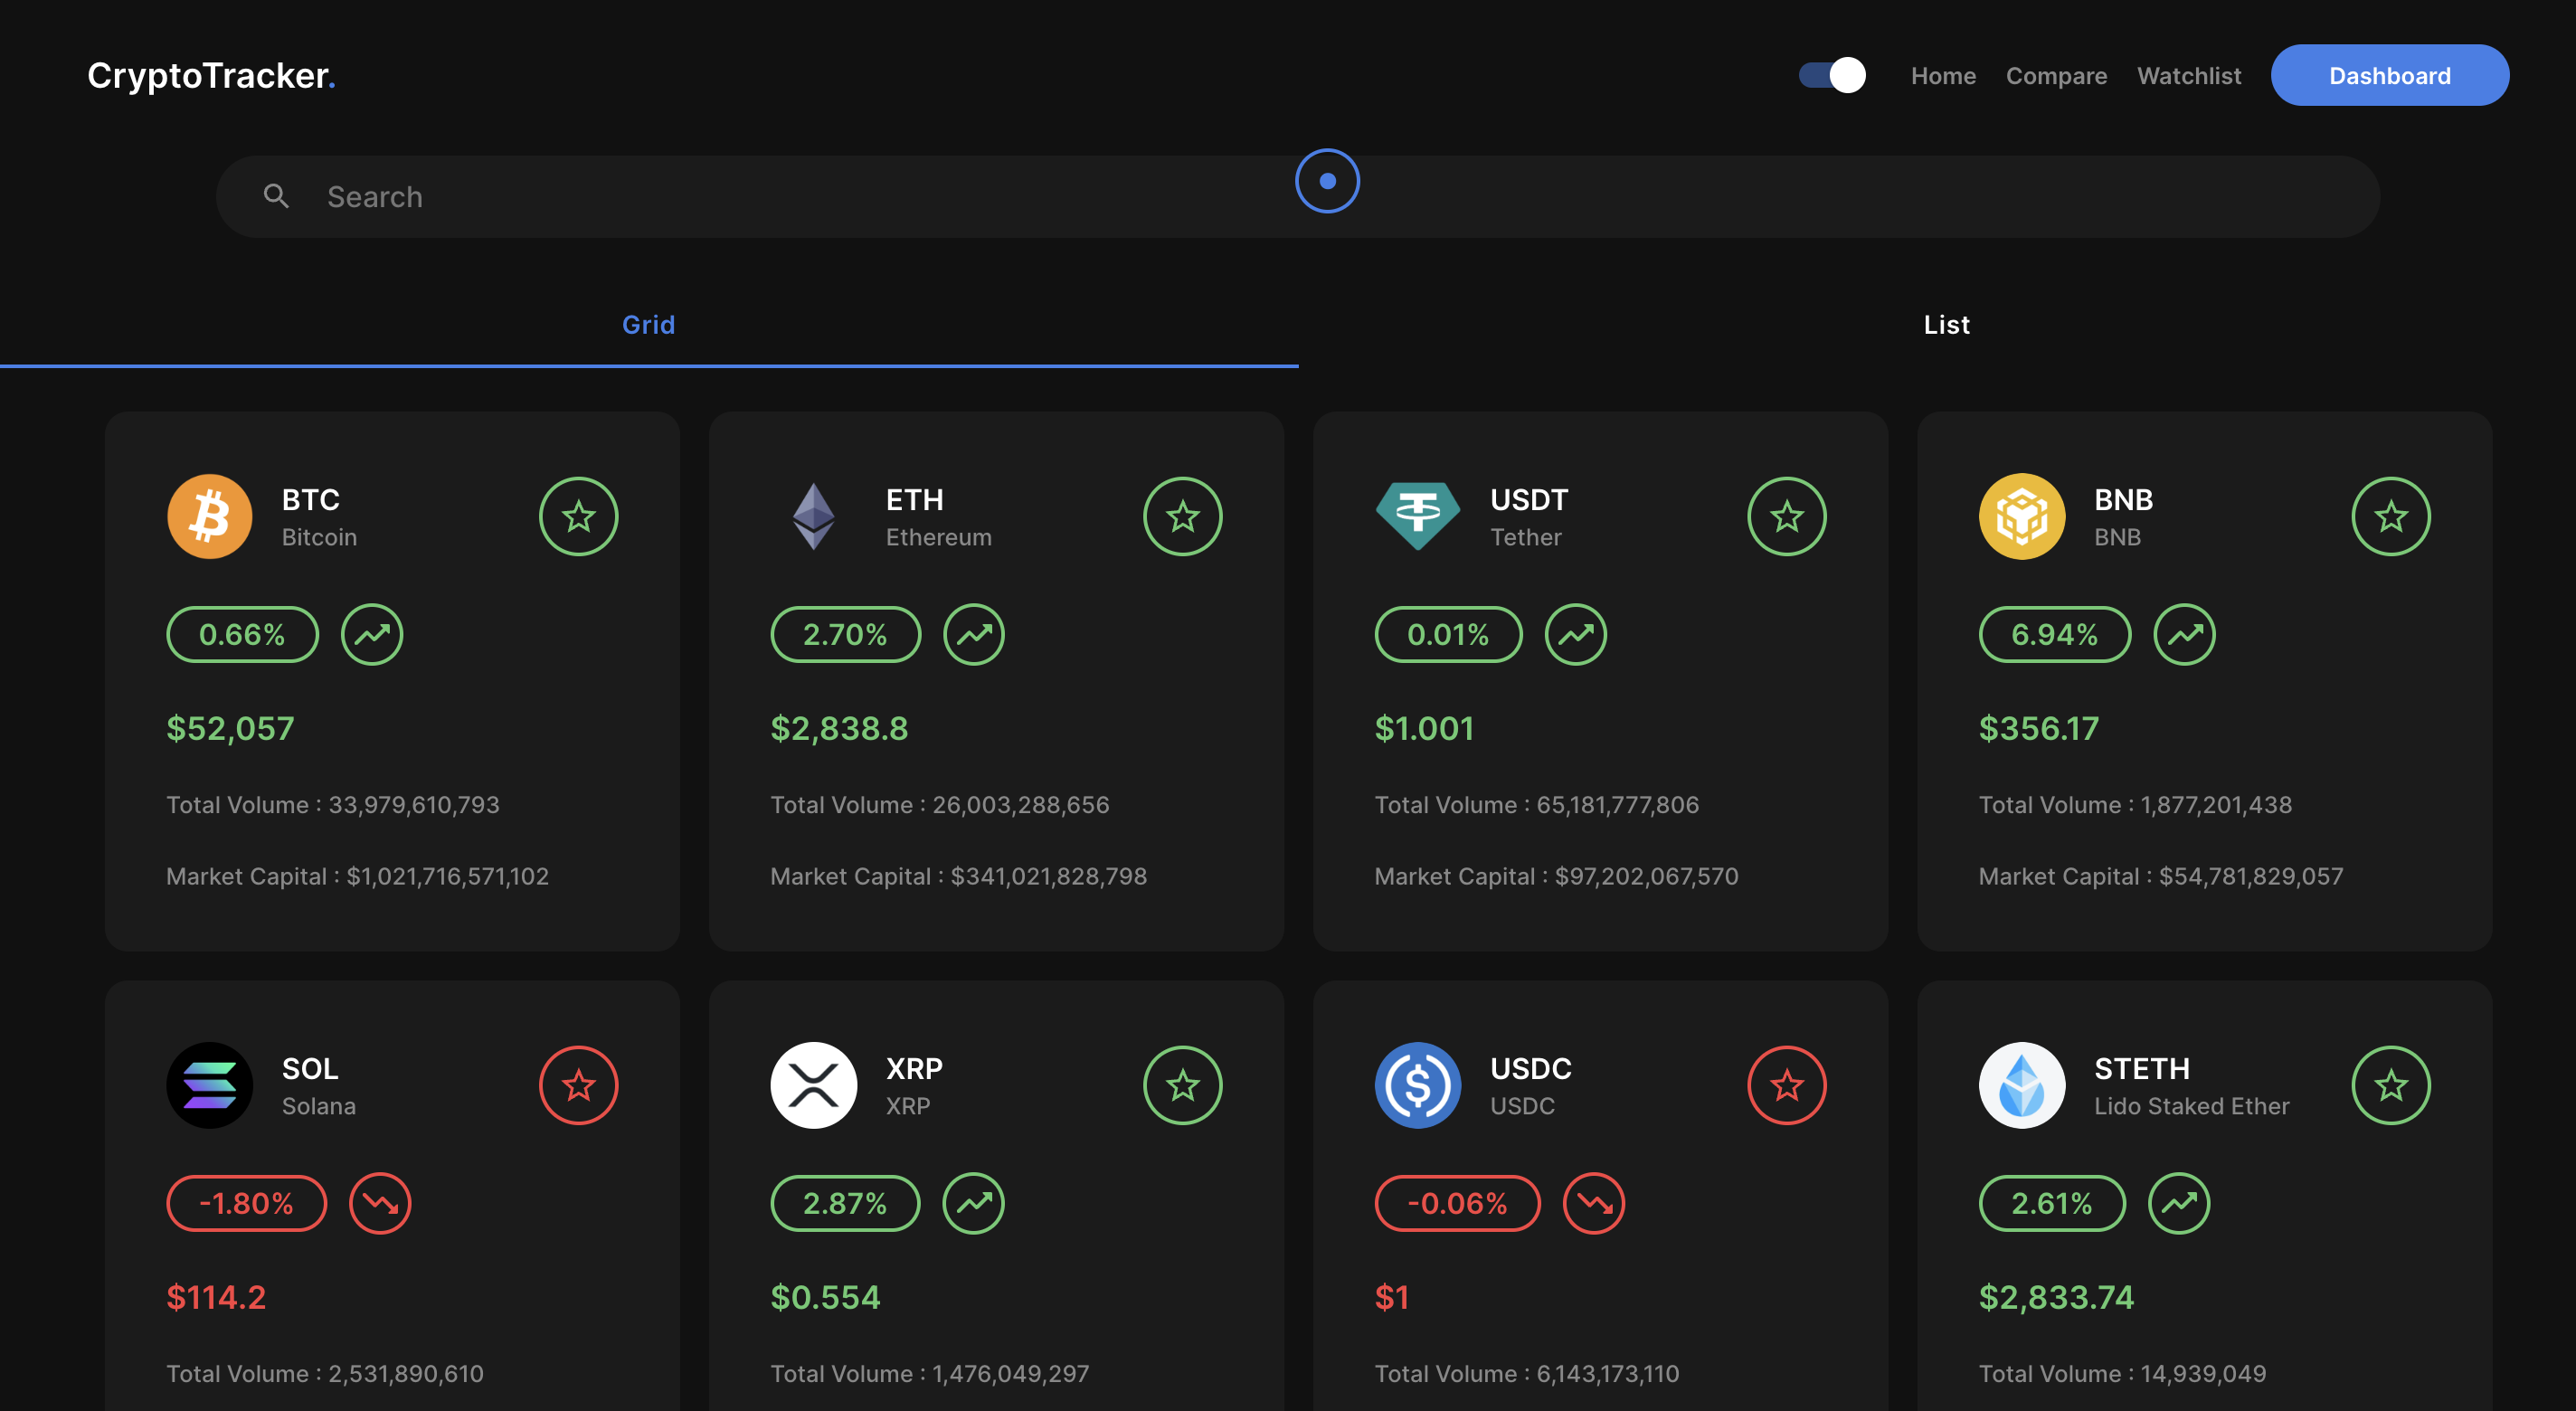 CryptoTracker.
Home Compare Watchlist Dashboard
Search
Grid List
BTC
Bitcoin
0.66%
$52,057
Total Volume : 33,979,610,793
Market Capital : $1,021,716,571,102
ETH
Ethereum
2.70%
$2,838.8
Total Volume : 26,003,288,656
Market Capital : $341,021,828,798
USDT
Tether
0.01%
$1.001
Total Volume : 65,181,777,806
Market Capital : $97,202,067,570
BNB
BNB
6.94%
$356.17
Total Volume : 1,877,201,438
Market Capital : $54,781,829,057
SOL
Solana
-1.80%
$114.2
Total Volume : 2,531,890,610
XRP
XRP
2.87%
$0.554
Total Volume : 1,476,049,297
USDC
USDC
-0.06%
$1
Total Volume : 6,143,173,110
STETH
Lido Staked Ether
2.61%
$2,833.74
Total Volume : 14,939,049